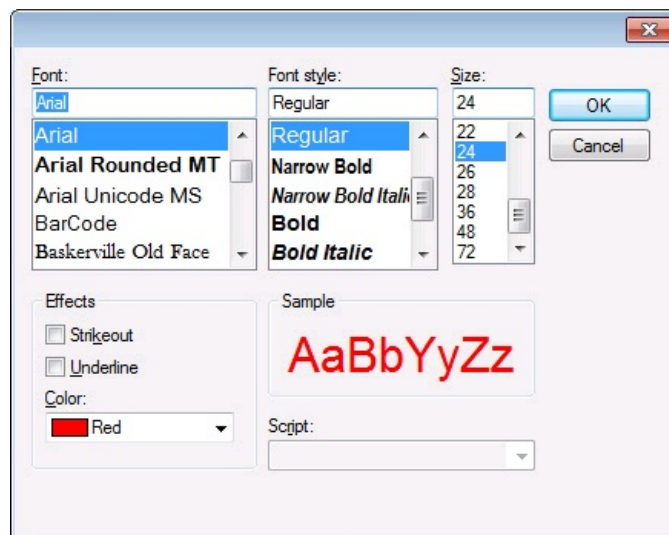 Font:
Arial
Arial
Arial Rounded MT
Arial Unicode MS
BarCode
Baskerville Old Face
Font style:
Regular
Regular
Narrow Bold
Narrow Bold Itali
Bold
Bold Italic
Size:
24
22
24
26
28
36
48
72
OK
Cancel
Effects
Strikeout
Underline
Color:
Red
Sample
AaBbYyZz
Script: